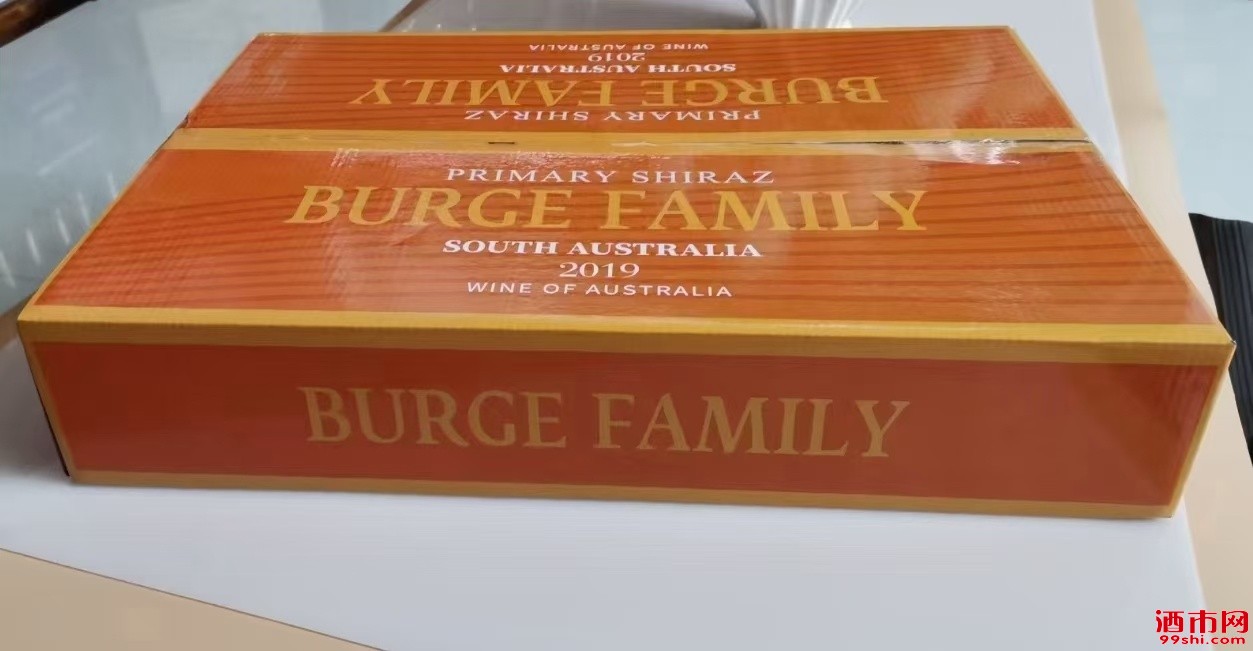 WINE OF AUSTRALIA
2019
SOUTH AUSTRALIA
BURGE FAMILY
PRIMARY SHIRAZ
PRIMARY SHIRAZ
BURGE FAMILY
SOUTH AUSTRALIA
2019
WINE OF AUSTRALIA
BURGE FAMILY
酒市网
99shi.com